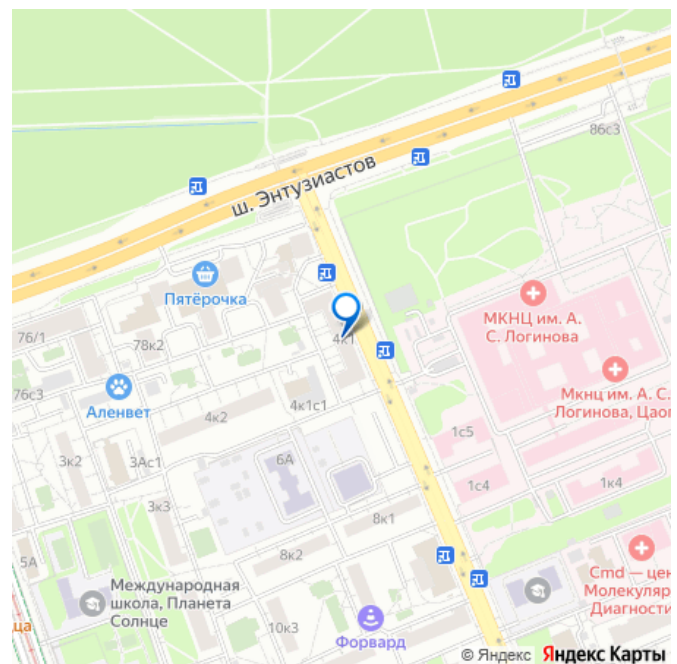 86с3
ш. Энтузиастов
Пятёрочка
МКНЦ им. А.
С. Логинова
76/1
78к2
4к1
76с3
Аленвет
4к2
4к1с1
Мкнц им. А. С.
Логинова, Цаоп
1с5
3к2
3Ас1
6А
1с4
1к4
3к3
8к1
5А
8к2
Международная
школа, Планета
Солнце
ца
10к3
Форвард
Cmd — цен
Молекуляр
Диагности
© Яндекс Яндекс Карты